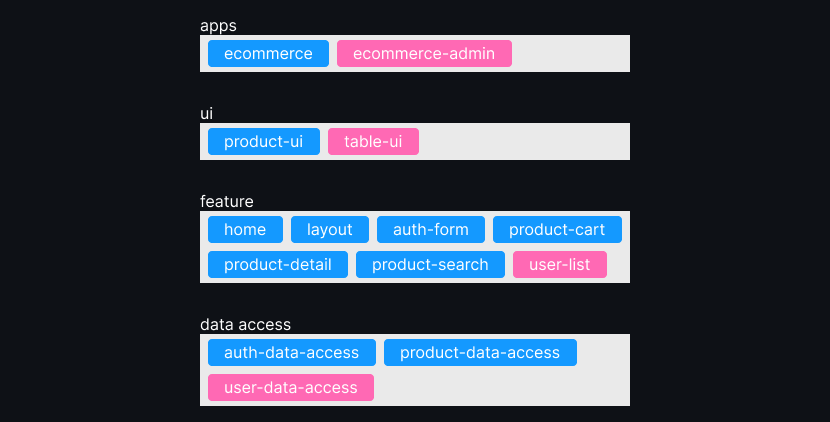 apps
ecommerce ecommerce-admin
ui
product-ui table-ui
feature
home layout auth-form product-cart
product-detail product-search user-list
data access
auth-data-access product-data-access
user-data-access